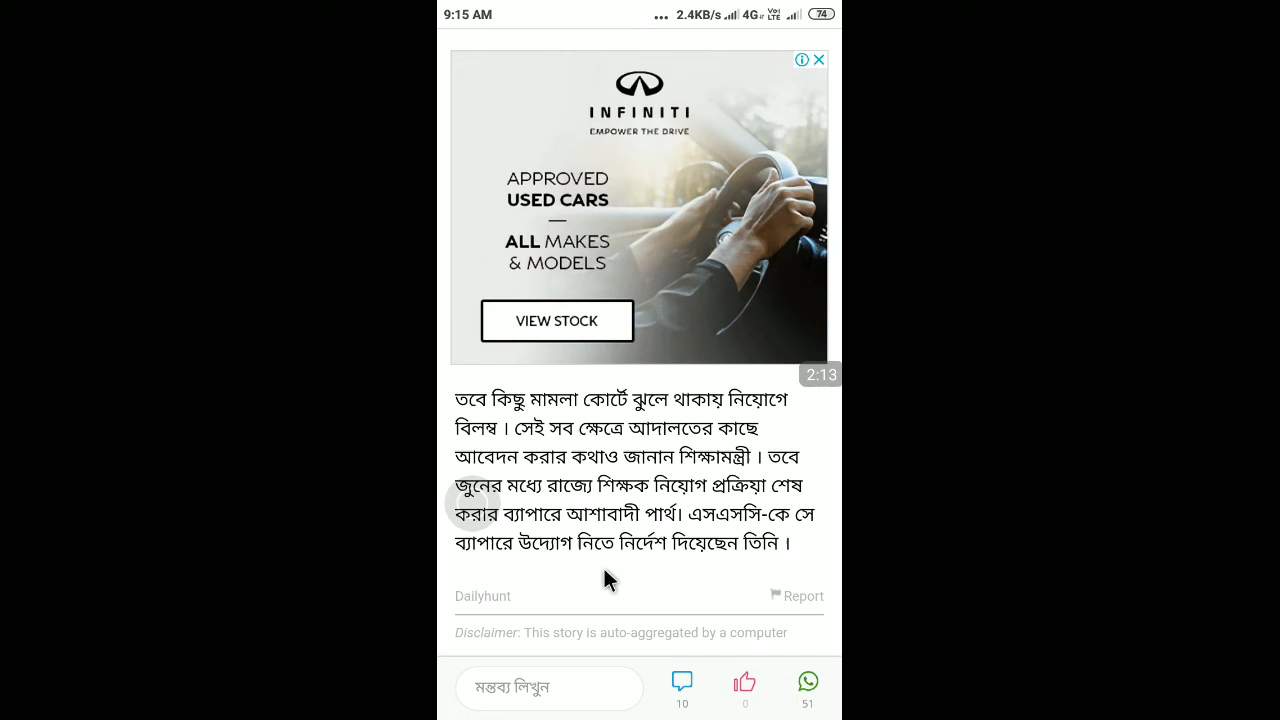 9:15 AM ... 2.4KB/s 4G VoLTE 74
INFINITI
EMPOWER THE DRIVE
APPROVED
USED CARS
ALL MAKES
& MODELS
VIEW STOCK
2:13
তবে কিছু মামলা কোর্টে ঝুলে থাকায় নিয়োগে
বিলম্ব । সেই সব ক্ষেত্রে আদালতের কাছে
আবেদন করার কথাও জানান শিক্ষামন্ত্রী । তবে
জুনের মধ্যে রাজ্যে শিক্ষক নিয়োগ প্রক্রিয়া শেষ
করার ব্যাপারে আশাবাদী পার্থ। এসএসসি-কে সে
ব্যাপারে উদ্যোগ নিতে নির্দেশ দিয়েছেন তিনি ।
Dailyhunt Report
Disclaimer: This story is auto-aggregated by a computer
মন্তব্য লিখুন
10 0 51